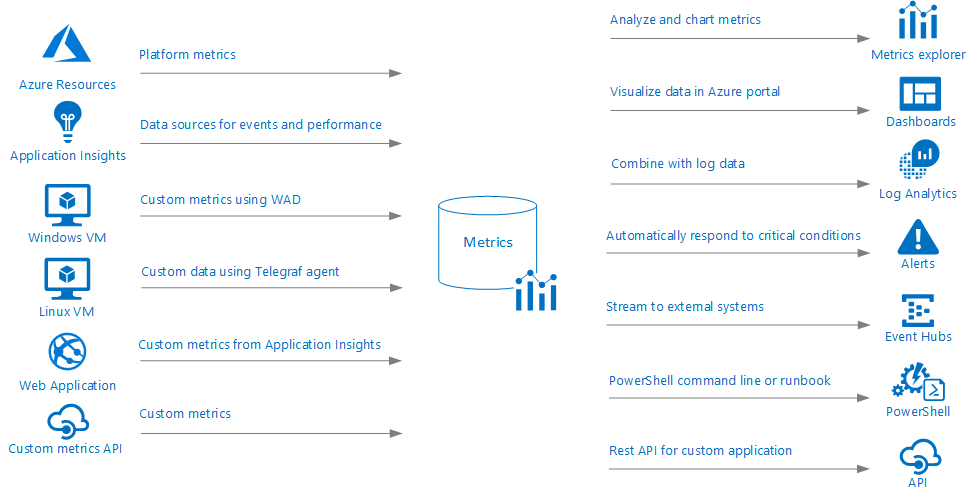 Platform metrics
Azure Resources
Data sources for events and performance
Application Insights
Custom metrics using WAD
Windows VM
Custom data using Telegraf agent
Linux VM
Custom metrics from Application Insights
Web Application
Custom metrics
Custom metrics API
Metrics
Analyze and chart metrics
Metrics explorer
Visualize data in Azure portal
Dashboards
Combine with log data
Log Analytics
Automatically respond to critical conditions
Alerts
Stream to external systems
Event Hubs
PowerShell command line or runbook
PowerShell
Rest API for custom application
API